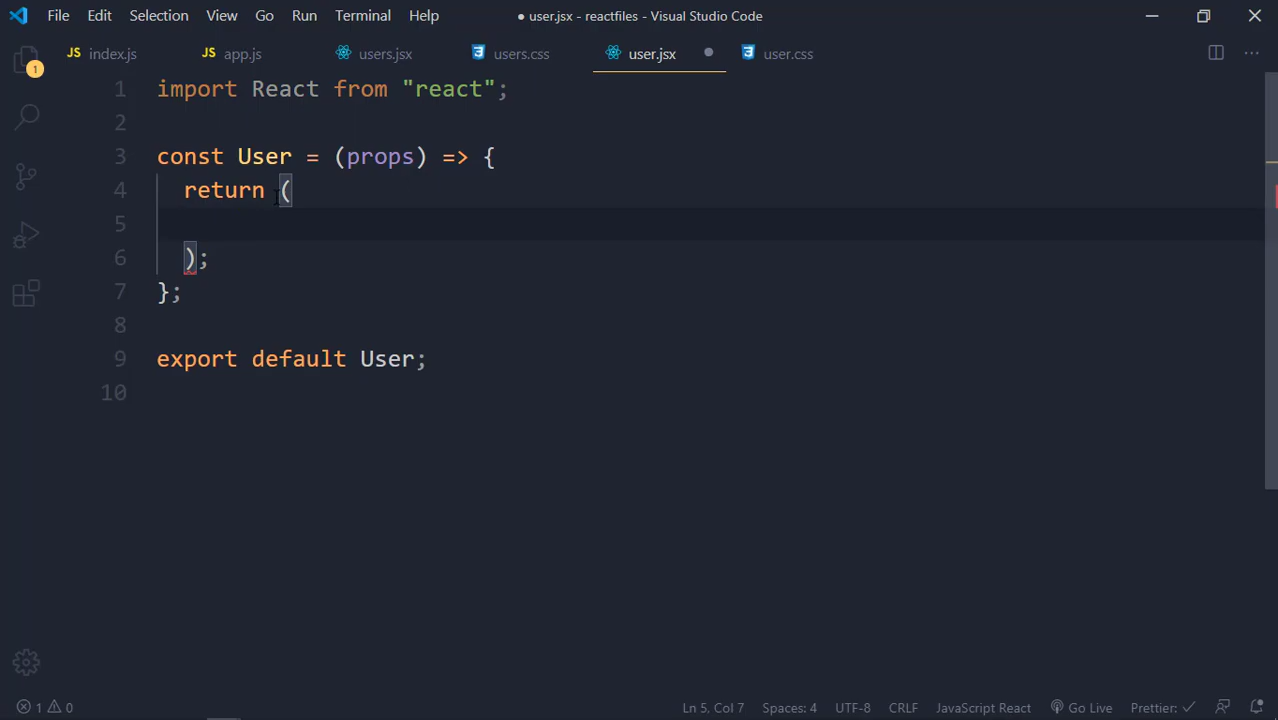 File Edit Selection View Go Run Terminal Help ● user.jsx - reactfiles - Visual Studio Code
JS index.js JS app.js users.jsx users.css user.jsx ● user.css ...
1
1 import React from "react";
2
3 const User = (props) => {
4 return (
5
6 );
7 };
8
9 export default User;
10
1 0 Ln 5, Col 7 Spaces: 4 UTF-8 CRLF JavaScript React Go Live Prettier: ✓